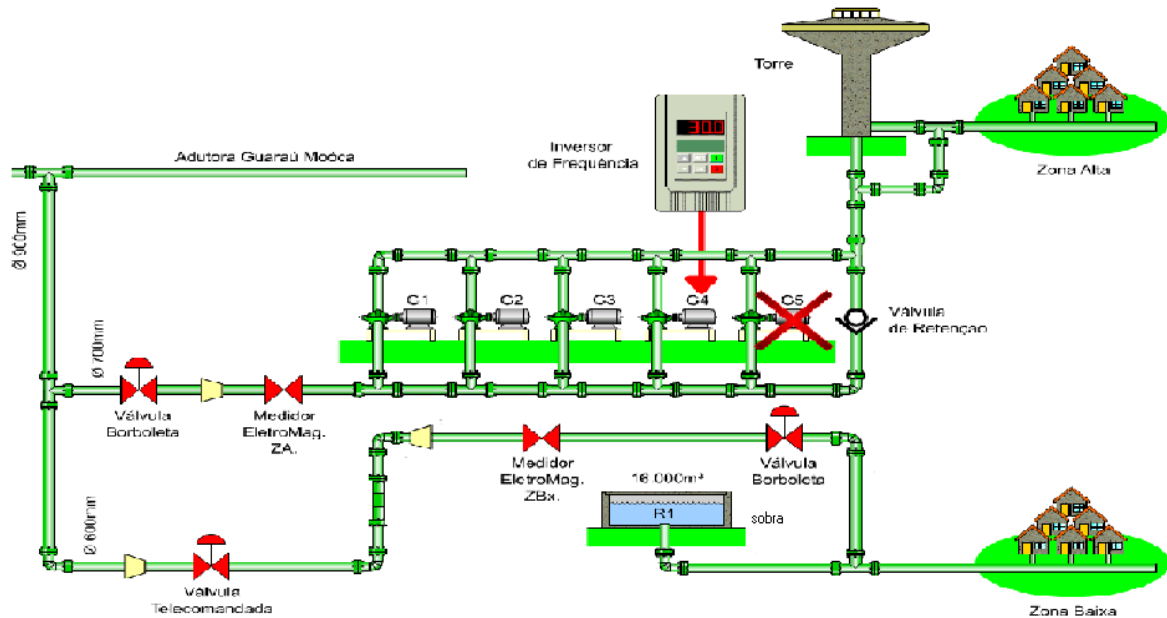 Torre
30.0
Inversor
de Frequência
Adutora Guaraú Moóca
Zona Alta
Ø 900mm
C1
C2
C3
C4
C5
Válvula
de Retenção
Ø 700mm
Válvula
Borboleta
Medidor
EletroMag.
ZA.
Medidor
EletroMag.
ZBx.
Válvula
Borboleta
16.000m³
R1
sobra
Ø 600mm
Válvula
Telecomandada
Zona Baixa